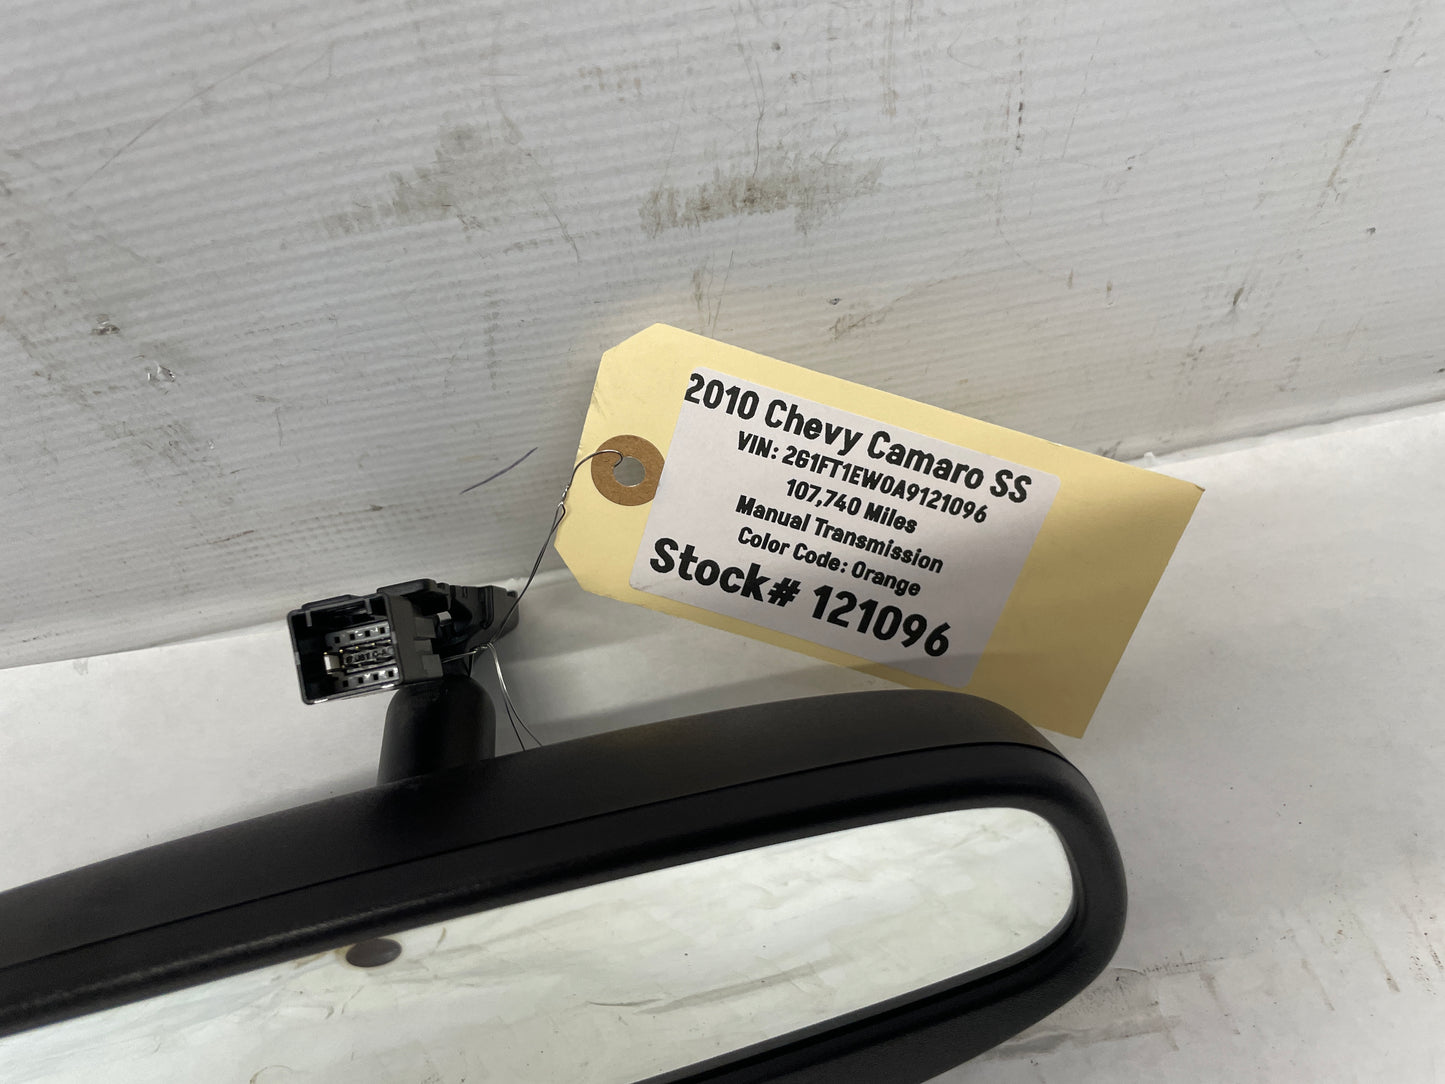 2010 Chevy Camaro SS
VIN: 2G1FT1EW0A9121096
107,740 Miles
Manual Transmission
Color Code: Orange
Stock# 121096